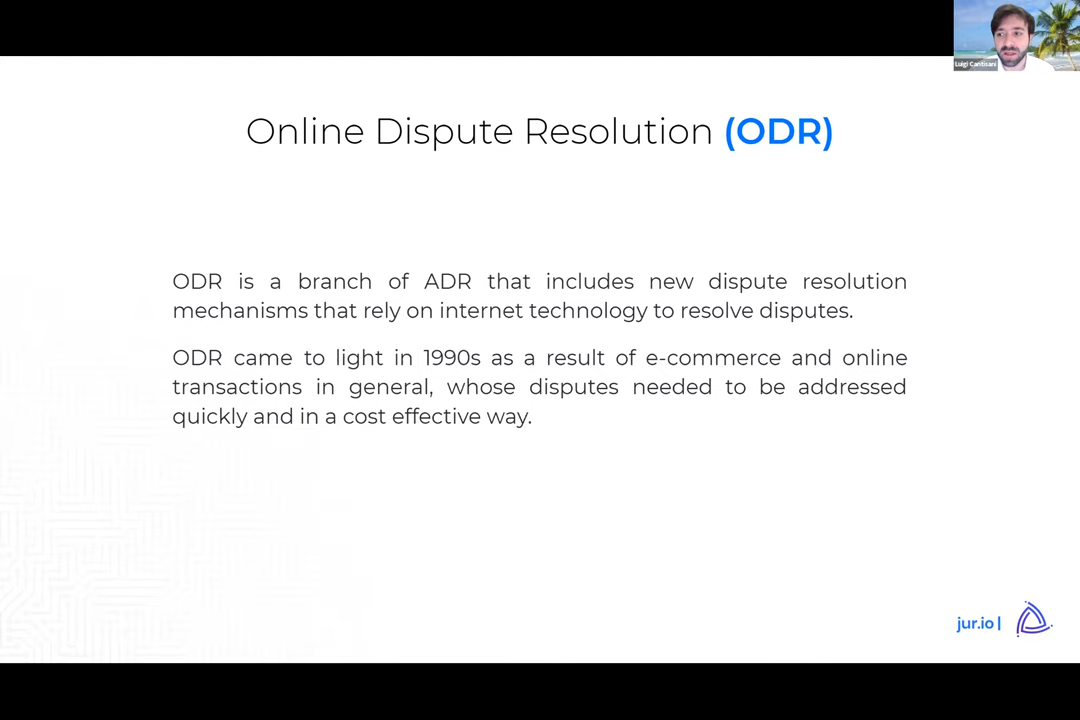 Luigi Cantisani
Online Dispute Resolution (ODR)
ODR is a branch of ADR that includes new dispute resolution
mechanisms that rely on internet technology to resolve disputes.
ODR came to light in 1990s as a result of e-commerce and online
transactions in general, whose disputes needed to be addressed
quickly and in a cost effective way.
jur.io |